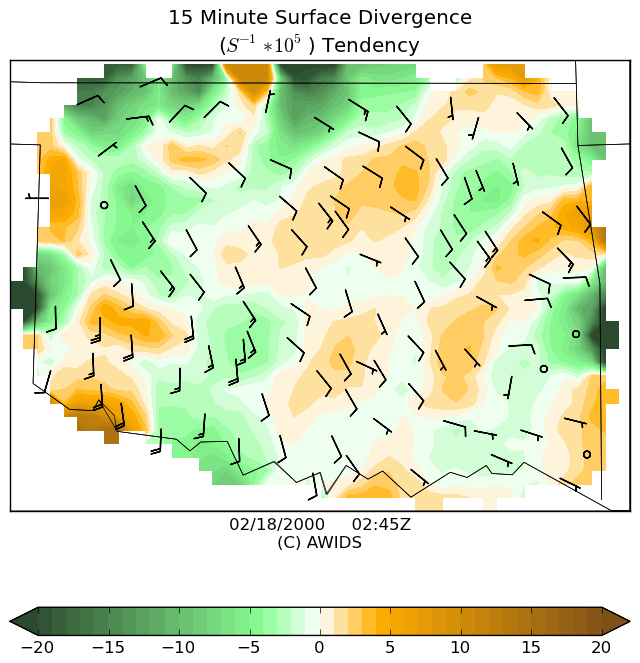 15 Minute Surface Divergence
(S⁻¹ *10⁵ ) Tendency
02/18/2000 02:45Z
(C) AWIDS
−20 −15 −10 −5 0 5 10 15 20